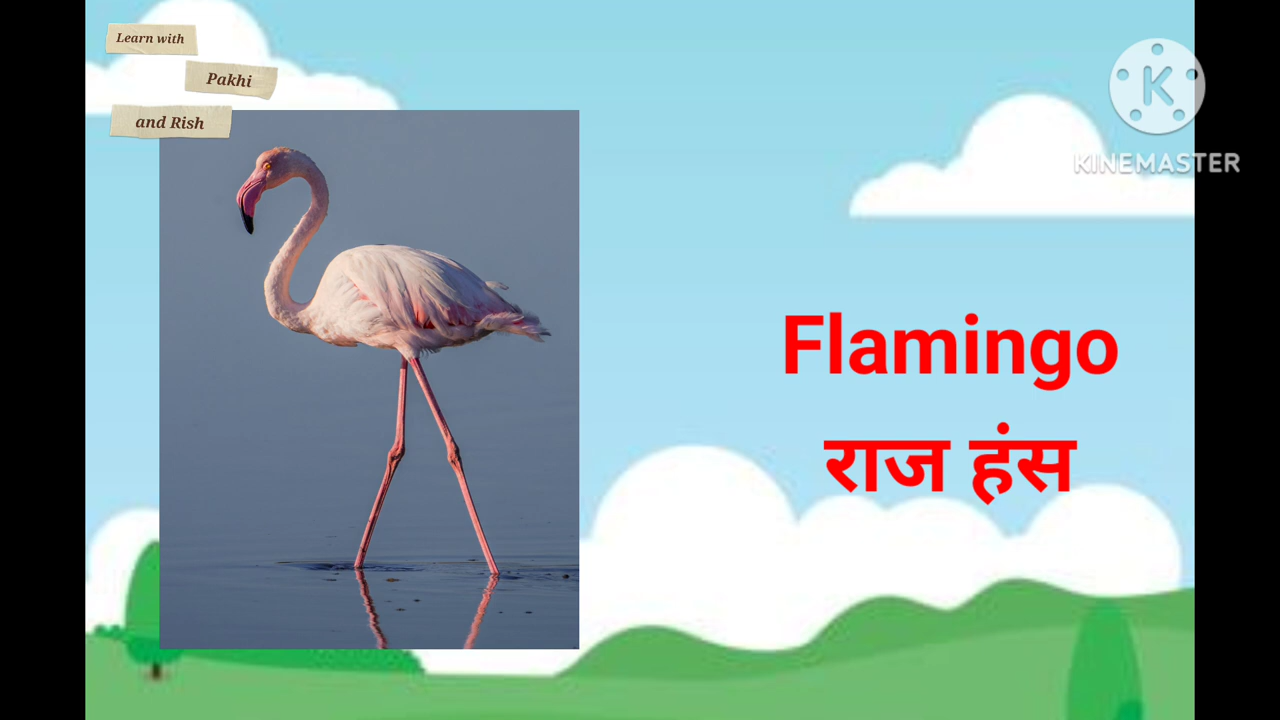 Learn with
Pakhi
and Rish
K
KINEMASTER
Flamingo
राज हंस